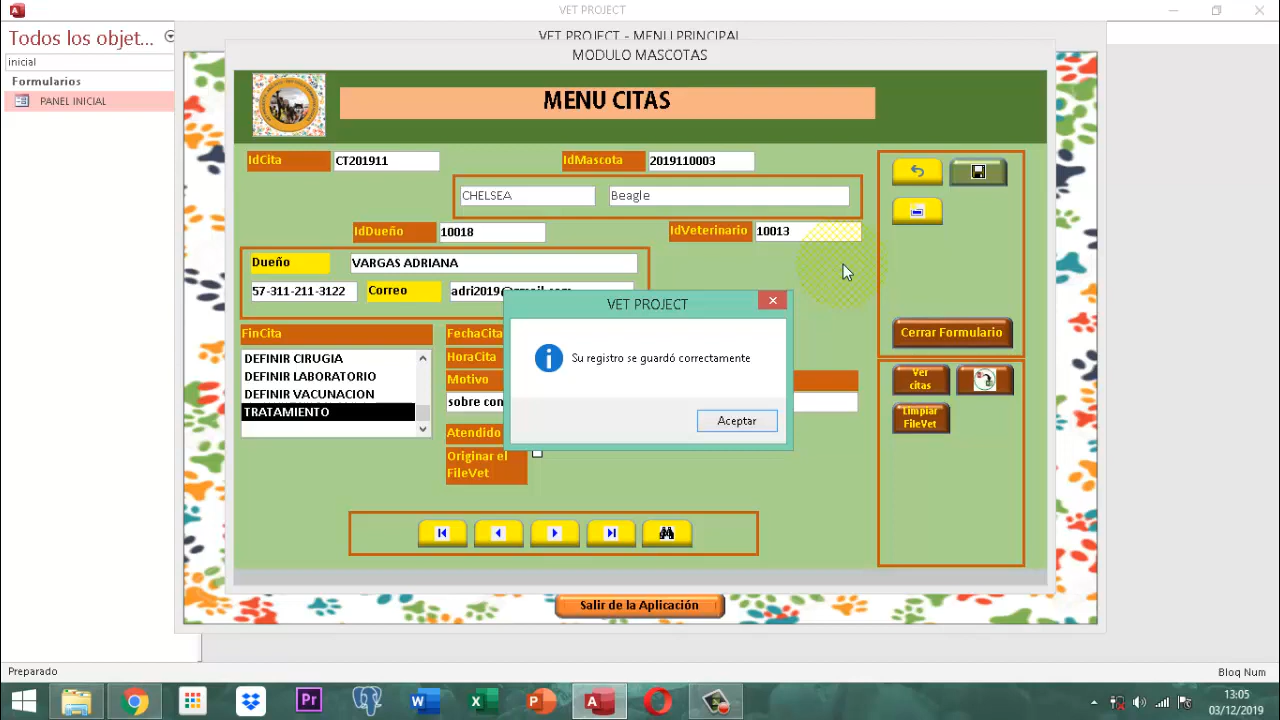 VET PROJECT
Todos los objet...
inicial
Formularios
PANEL INICIAL
VET PROJECT - MENU PRINCIPAL
MODULO MASCOTAS
MENU CITAS
IdCita CT201911 IdMascota 2019110003
CHELSEA Beagle
IdDueño 10018 IdVeterinario 10013
Dueño VARGAS ADRIANA
57-311-211-3122 Correo adri2019@gmail.com
FinCita
DEFINIR CIRUGIA
DEFINIR LABORATORIO
DEFINIR VACUNACION
TRATAMIENTO
FechaCita
HoraCita
Motivo
sobre con
Atendido
Originar el
FileVet
VET PROJECT
Su registro se guardó correctamente
Aceptar
Cerrar Formulario
Ver
citas
Limpiar
FileVet
Salir de la Aplicación
Preparado
Bloq Num
Pr
13:05
03/12/2019